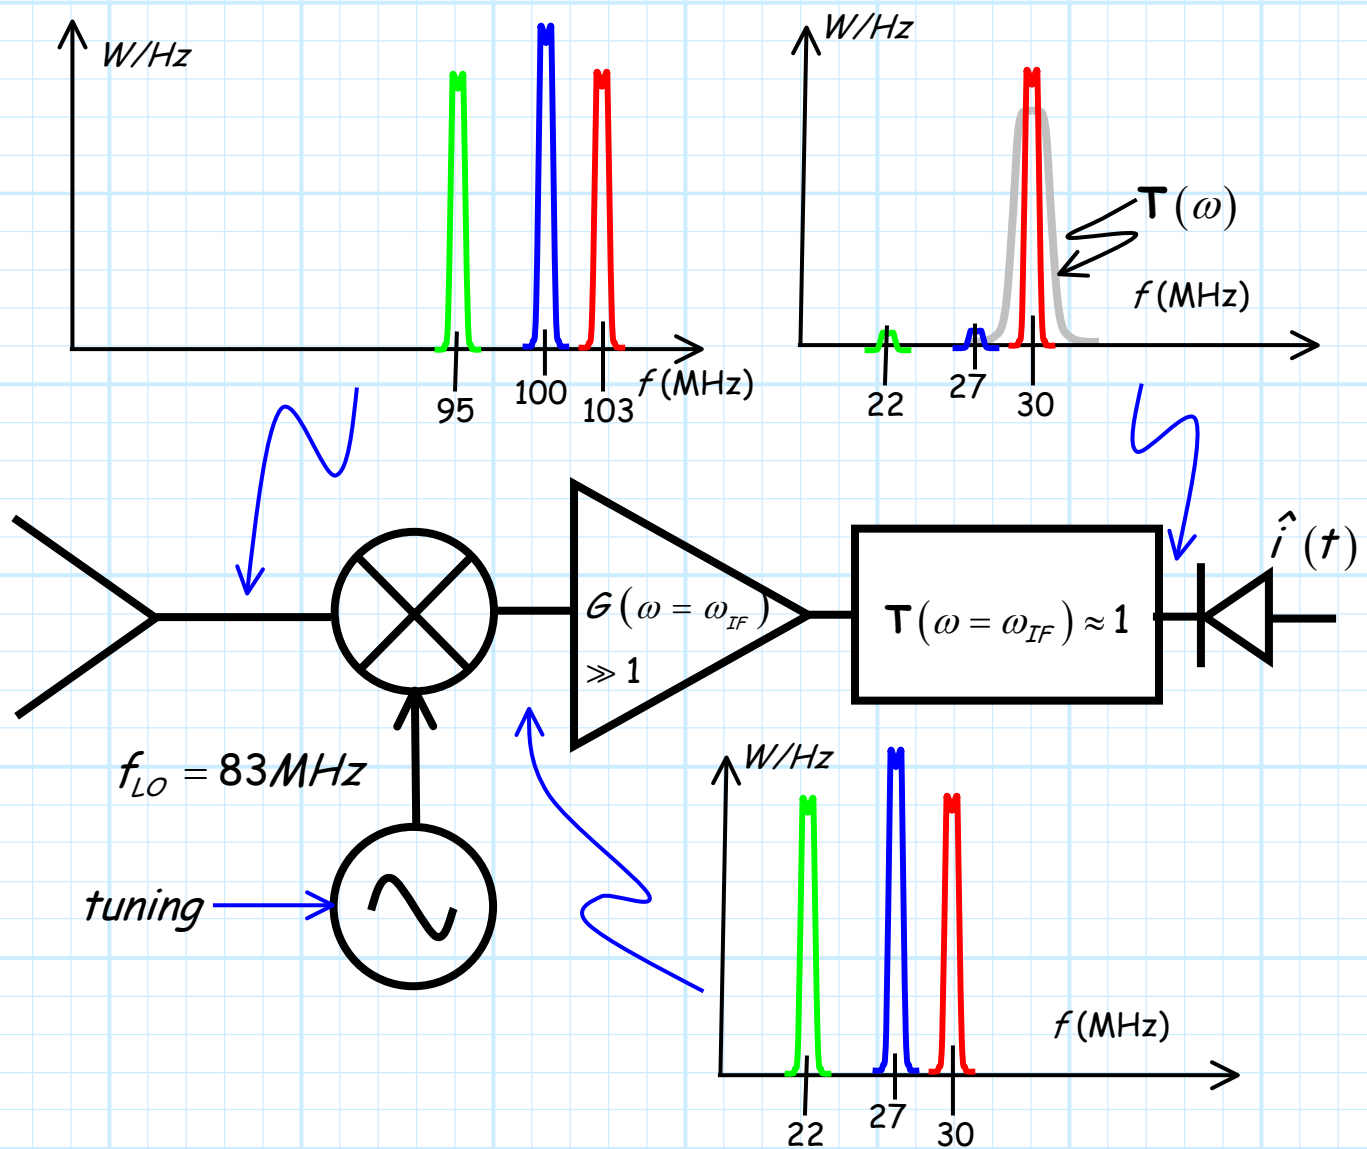 W/Hz
95
100
103
f (MHz)
W/Hz
T (ω)
f (MHz)
22
27
30
î (t)
G (ω = ω_IF)
≫ 1
T (ω = ω_IF) ≈ 1
f_LO = 83MHz
tuning
W/Hz
f (MHz)
22
27
30